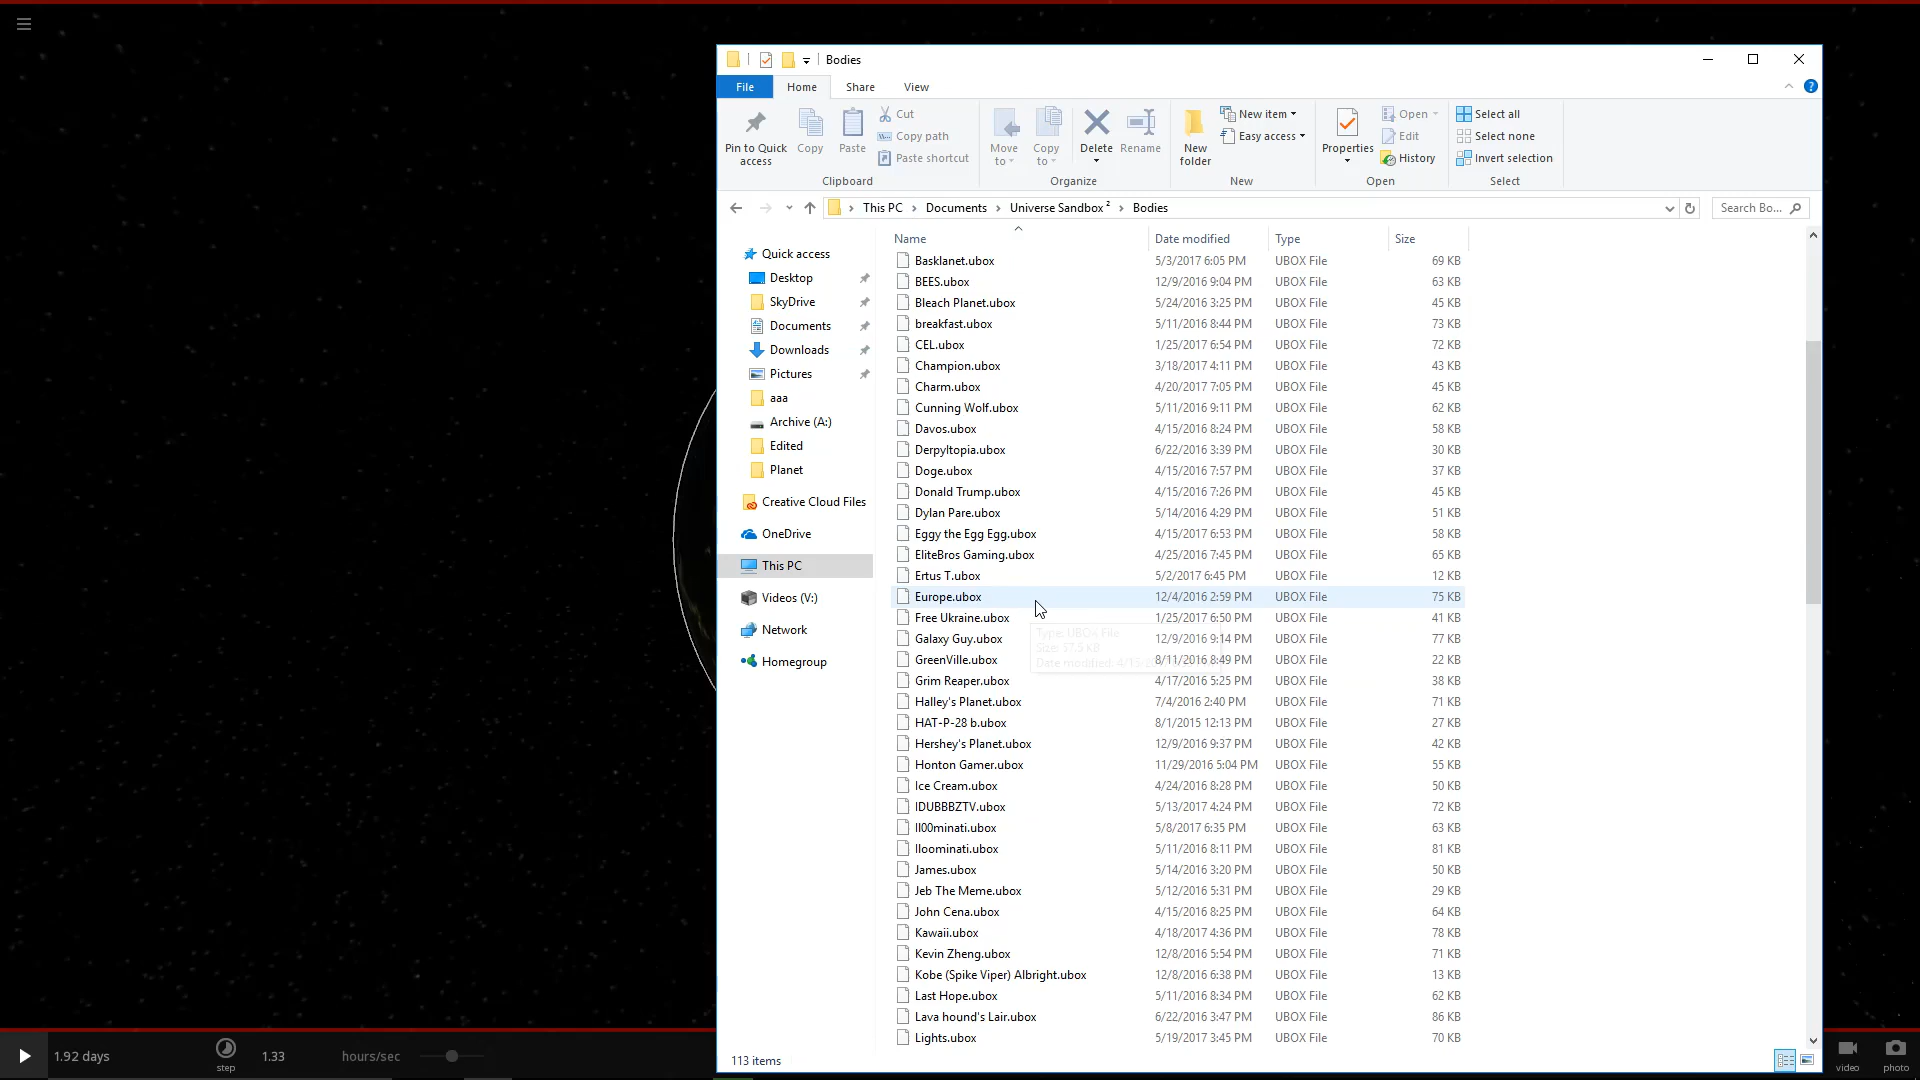 Bodies
File Home Share View
Pin to Quick access
Copy
Paste
Cut
Copy path
Paste shortcut
Clipboard
Move to
Copy to
Delete
Rename
Organize
New folder
New item
Easy access
New
Properties
Open
Edit
History
Open
Select all
Select none
Invert selection
Select
This PC › Documents › Universe Sandbox ² › Bodies
Search Bo...
Quick access
Desktop
SkyDrive
Documents
Downloads
Pictures
aaa
Archive (A:)
Edited
Planet
Creative Cloud Files
OneDrive
This PC
Videos (V:)
Network
Homegroup
Name Date modified Type Size
Basklanet.ubox 5/3/2017 6:05 PM UBOX File 69 KB
BEES.ubox 12/9/2016 9:04 PM UBOX File 63 KB
Bleach Planet.ubox 5/24/2016 3:25 PM UBOX File 45 KB
breakfast.ubox 5/11/2016 8:44 PM UBOX File 73 KB
CEL.ubox 1/25/2017 6:54 PM UBOX File 72 KB
Champion.ubox 3/18/2017 4:11 PM UBOX File 43 KB
Charm.ubox 4/20/2017 7:05 PM UBOX File 45 KB
Cunning Wolf.ubox 5/11/2016 9:11 PM UBOX File 62 KB
Davos.ubox 4/15/2016 8:24 PM UBOX File 58 KB
Derpyltopia.ubox 6/22/2016 3:39 PM UBOX File 30 KB
Doge.ubox 4/15/2016 7:57 PM UBOX File 37 KB
Donald Trump.ubox 4/15/2016 7:26 PM UBOX File 45 KB
Dylan Pare.ubox 5/14/2016 4:29 PM UBOX File 51 KB
Eggy the Egg Egg.ubox 4/15/2017 6:53 PM UBOX File 58 KB
EliteBros Gaming.ubox 4/25/2016 7:45 PM UBOX File 65 KB
Ertus T.ubox 5/2/2017 6:45 PM UBOX File 12 KB
Europe.ubox 12/4/2016 2:59 PM UBOX File 75 KB
Free Ukraine.ubox 1/25/2017 6:50 PM UBOX File 41 KB
Type: UBOX File
Galaxy Guy.ubox 12/9/2016 9:14 PM UBOX File 77 KB
Size: 57.5 KB
GreenVille.ubox 8/11/2016 8:49 PM UBOX File 22 KB
Date modified: 4/15/20
Grim Reaper.ubox 4/17/2016 5:25 PM UBOX File 38 KB
Halley's Planet.ubox 7/4/2016 2:40 PM UBOX File 71 KB
HAT-P-28 b.ubox 8/1/2015 12:13 PM UBOX File 27 KB
Hershey's Planet.ubox 12/9/2016 9:37 PM UBOX File 42 KB
Honton Gamer.ubox 11/29/2016 5:04 PM UBOX File 55 KB
Ice Cream.ubox 4/24/2016 8:28 PM UBOX File 50 KB
IDUBBBZTV.ubox 5/13/2017 4:24 PM UBOX File 72 KB
Ill00minati.ubox 5/8/2017 6:35 PM UBOX File 63 KB
Iloominati.ubox 5/11/2016 8:11 PM UBOX File 81 KB
James.ubox 5/14/2016 3:20 PM UBOX File 50 KB
Jeb The Meme.ubox 5/12/2016 5:31 PM UBOX File 29 KB
John Cena.ubox 4/15/2016 8:25 PM UBOX File 64 KB
Kawaii.ubox 4/18/2017 4:36 PM UBOX File 78 KB
Kevin Zheng.ubox 12/8/2016 5:54 PM UBOX File 71 KB
Kobe (Spike Viper) Albright.ubox 12/8/2016 6:38 PM UBOX File 13 KB
Last Hope.ubox 5/11/2016 8:34 PM UBOX File 62 KB
Lava hound's Lair.ubox 6/22/2016 3:47 PM UBOX File 86 KB
Lights.ubox 5/19/2017 3:45 PM UBOX File 70 KB
113 items
1.92 days
step
1.33
hours/sec
video
photo